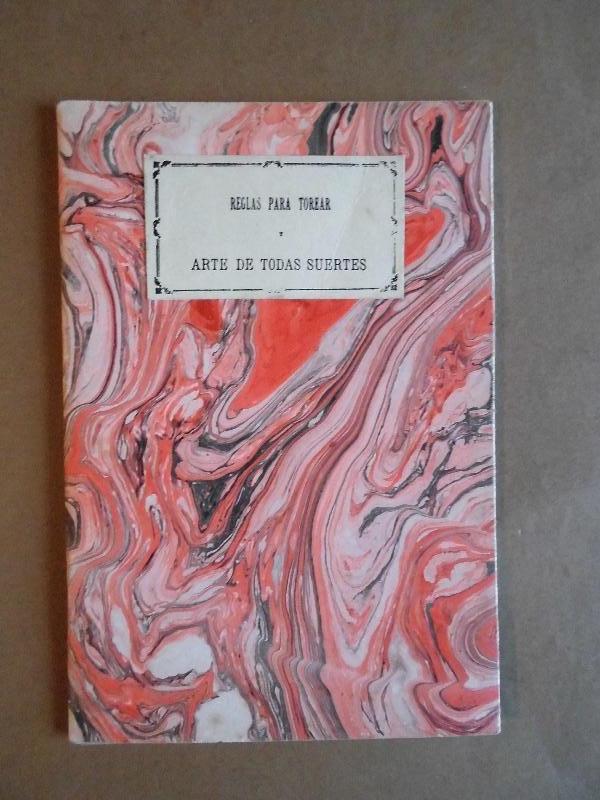 REGLAS PARA TOREAR
Y
ARTE DE TODAS SUERTES